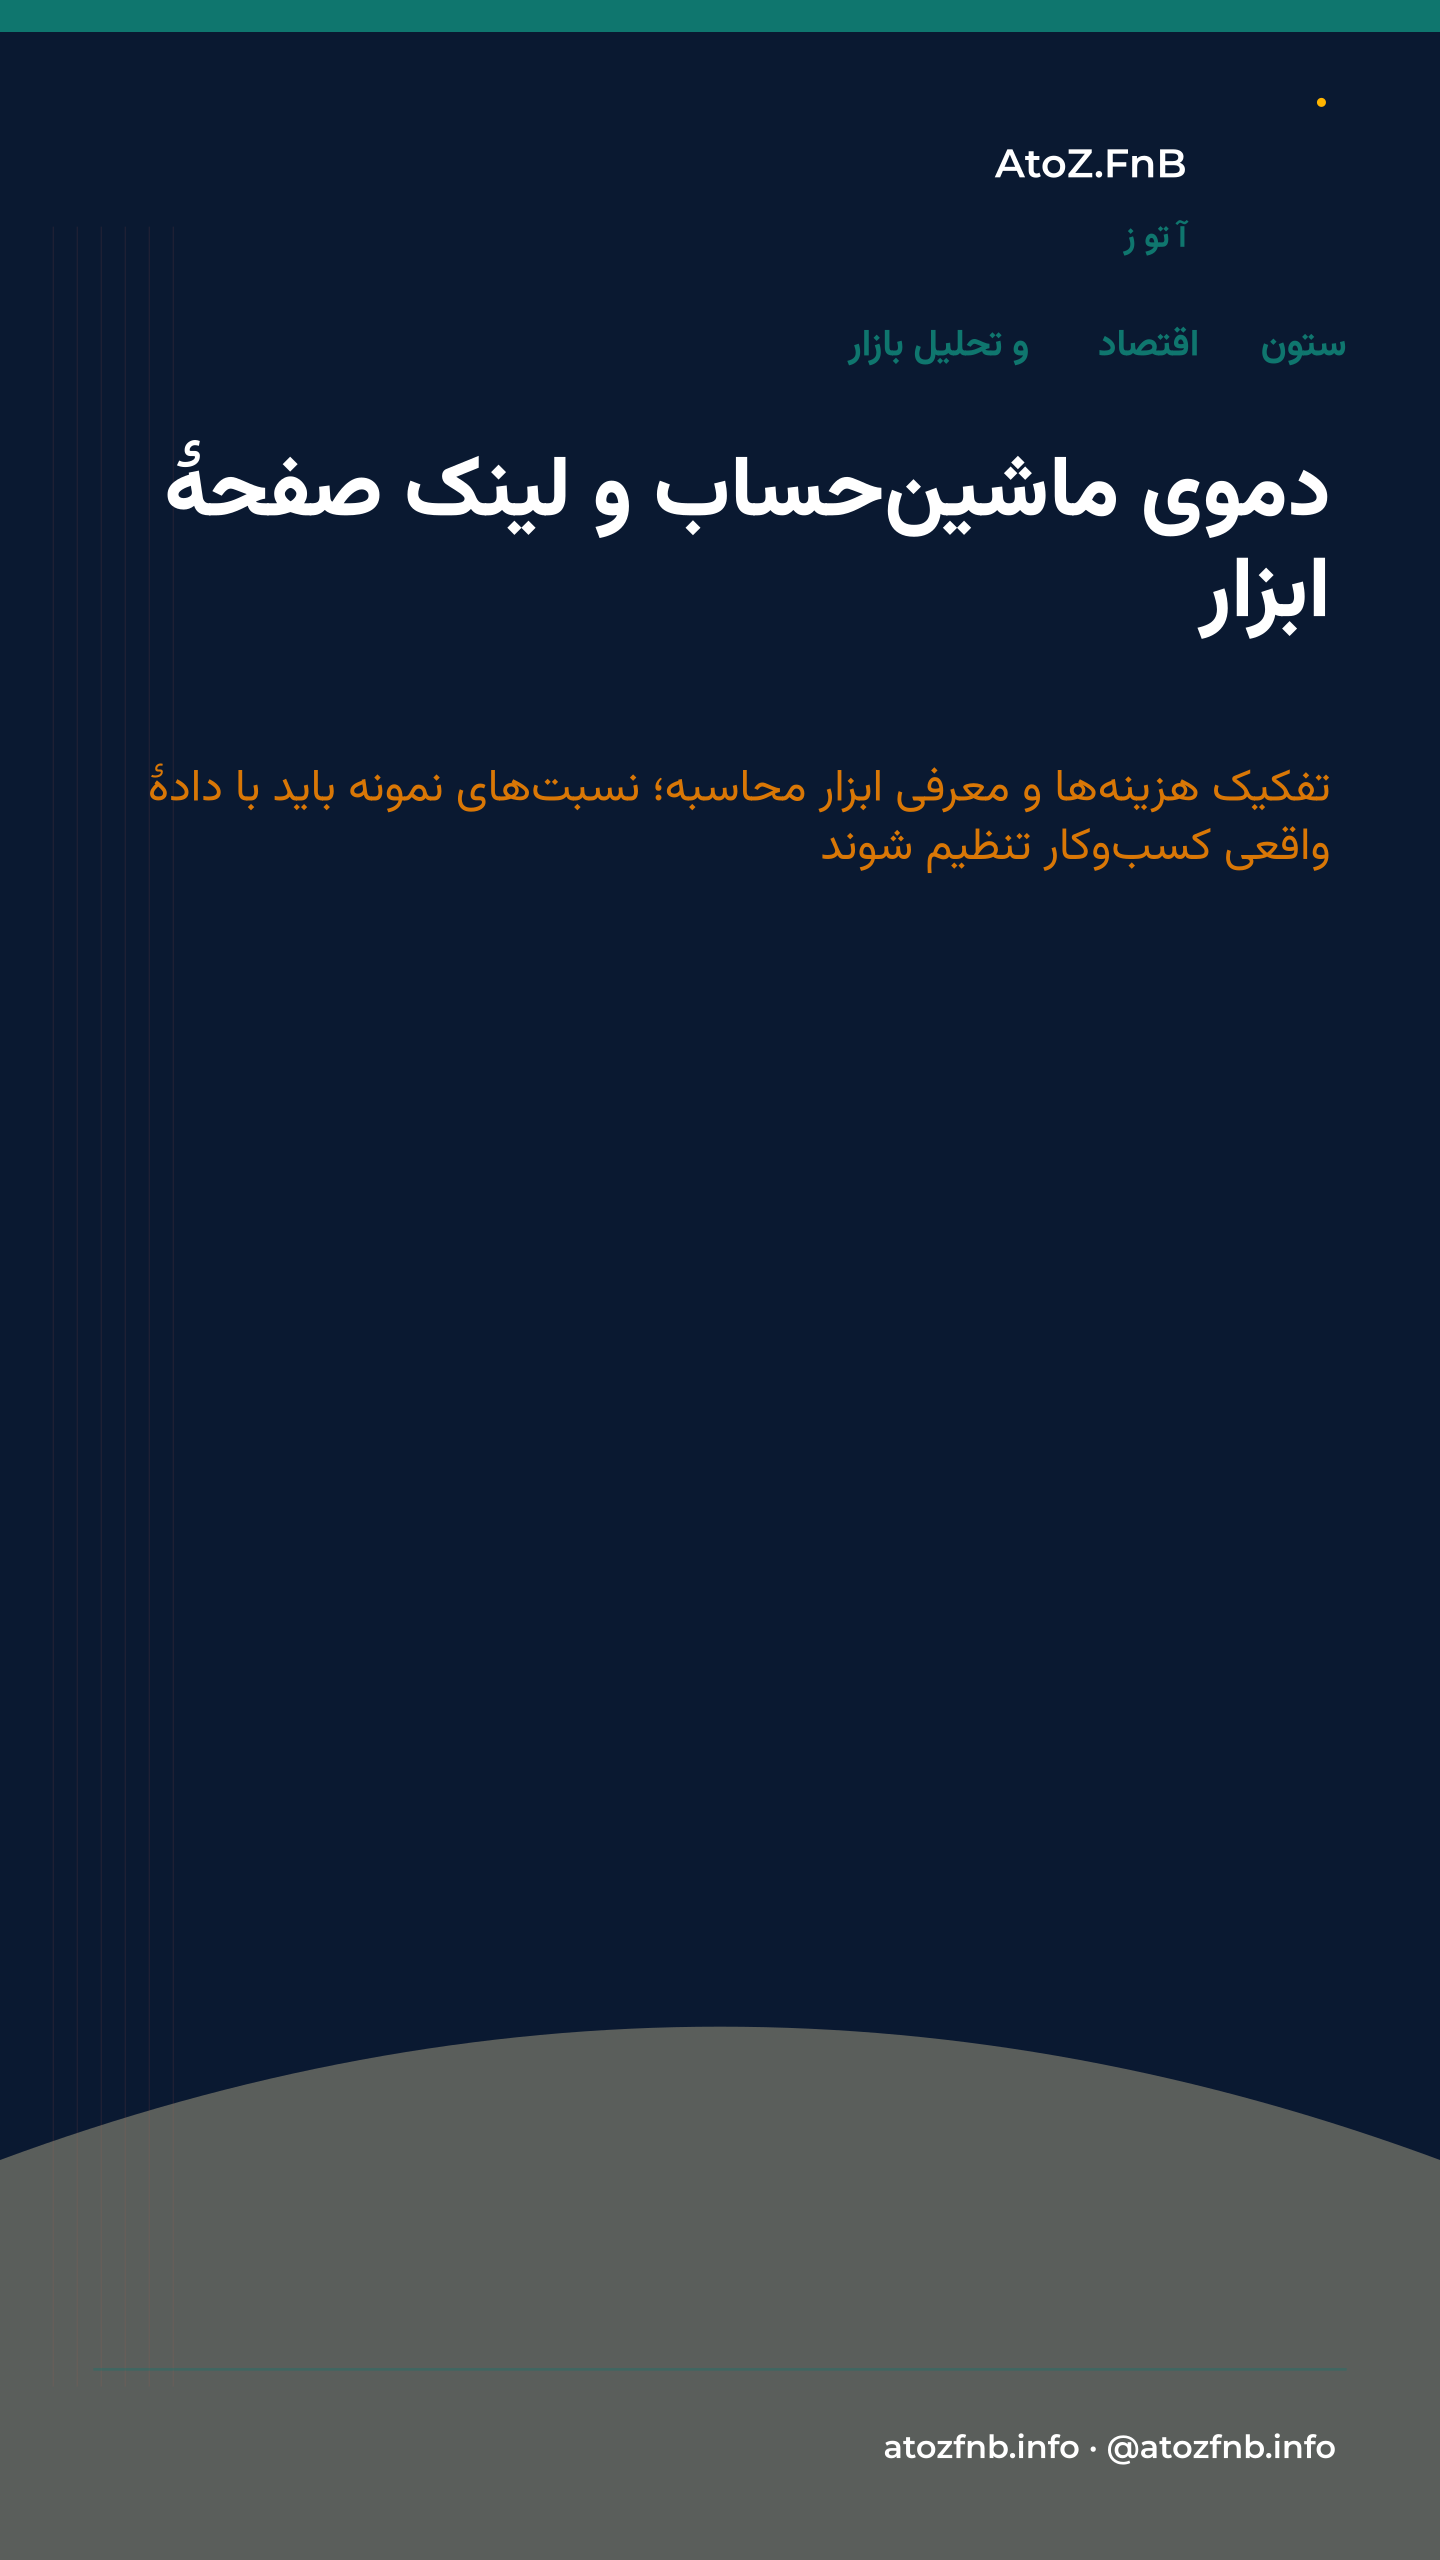 AtoZ.FnB
آ تو ز
ستون اقتصاد و تحلیل بازار
دموی ماشین‌حساب و لینک صفحهٔ
ابزار
تفکیک هزینه‌ها و معرفی ابزار محاسبه؛ نسبت‌های نمونه باید با دادهٔ
واقعی کسب‌وکار تنظیم شوند
atozfnb.info · @atozfnb.info